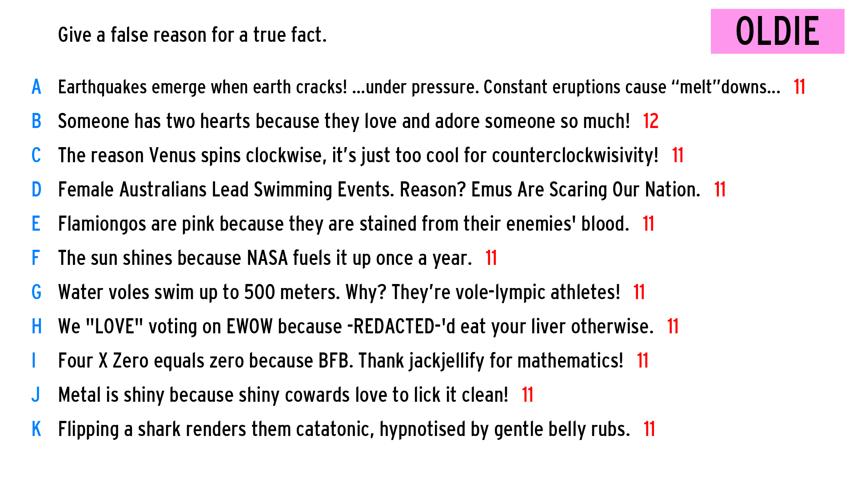 Give a false reason for a true fact.
OLDIE
A Earthquakes emerge when earth cracks! ...under pressure. Constant eruptions cause “melt”downs... 11
B Someone has two hearts because they love and adore someone so much! 12
C The reason Venus spins clockwise, it’s just too cool for counterclockwisivity! 11
D Female Australians Lead Swimming Events. Reason? Emus Are Scaring Our Nation. 11
E Flamiongos are pink because they are stained from their enemies' blood. 11
F The sun shines because NASA fuels it up once a year. 11
G Water voles swim up to 500 meters. Why? They’re vole-lympic athletes! 11
H We "LOVE" voting on EWOW because -REDACTED-'d eat your liver otherwise. 11
I Four X Zero equals zero because BFB. Thank jackjellify for mathematics! 11
J Metal is shiny because shiny cowards love to lick it clean! 11
K Flipping a shark renders them catatonic, hypnotised by gentle belly rubs. 11